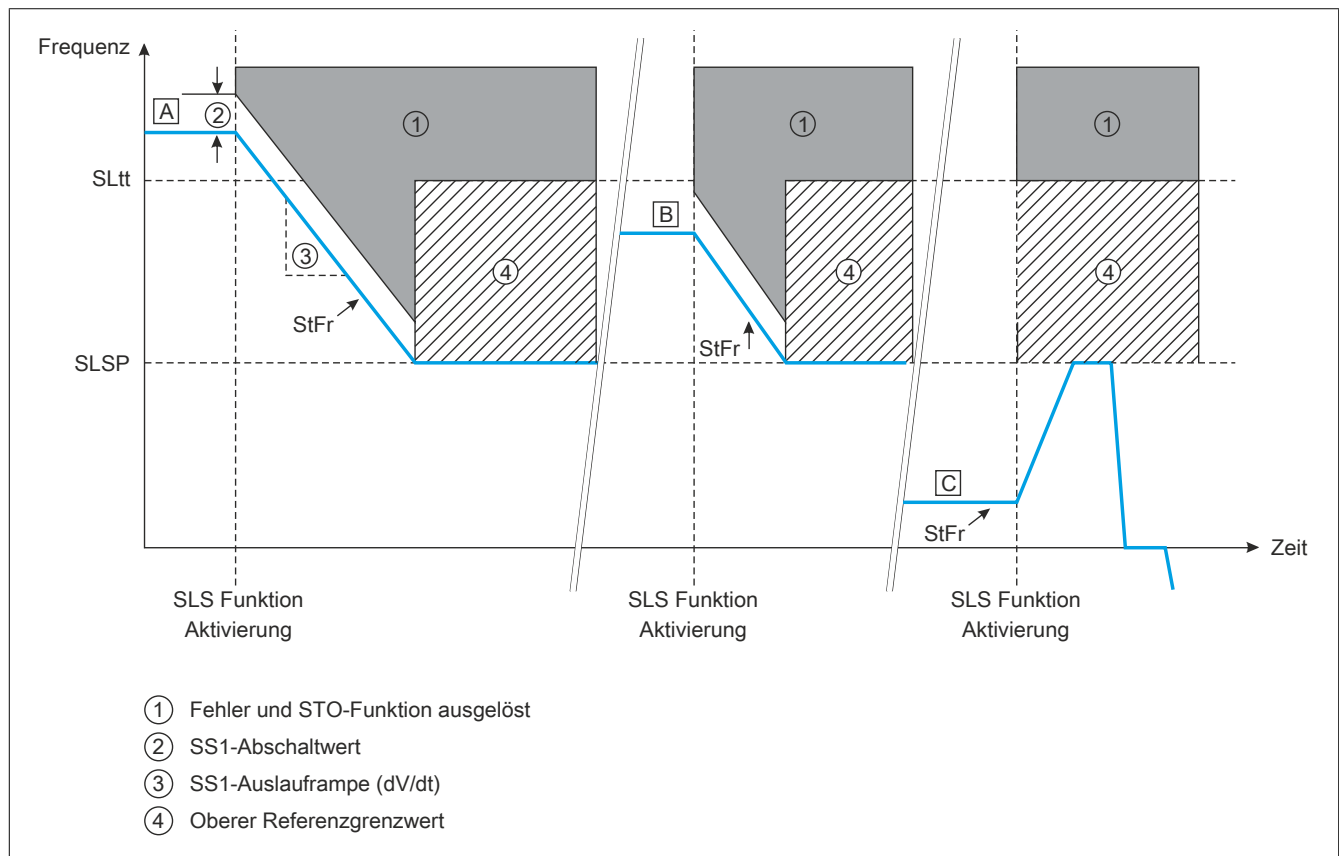 Frequenz
A
2
1
1
1
SLtt
B
3
4
4
4
StFr
StFr
SLSP
C
StFr
Zeit
SLS Funktion
Aktivierung
SLS Funktion
Aktivierung
SLS Funktion
Aktivierung
1 Fehler und STO-Funktion ausgelöst
2 SS1-Abschaltwert
3 SS1-Auslauframpe (dV/dt)
4 Oberer Referenzgrenzwert